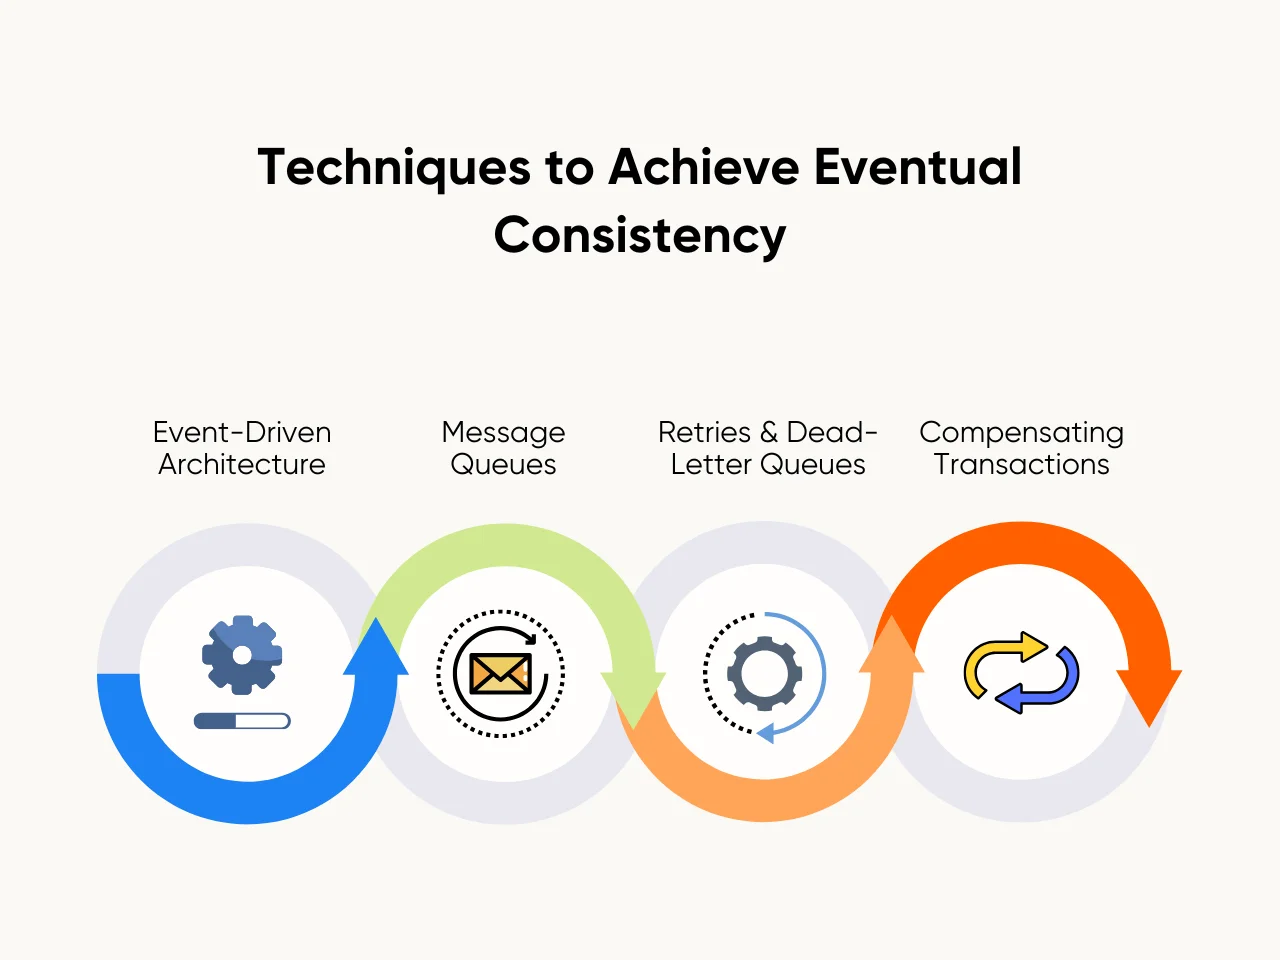 Techniques to Achieve Eventual
Consistency
Event-Driven
Architecture
Message
Queues
Retries & Dead-
Letter Queues
Compensating
Transactions